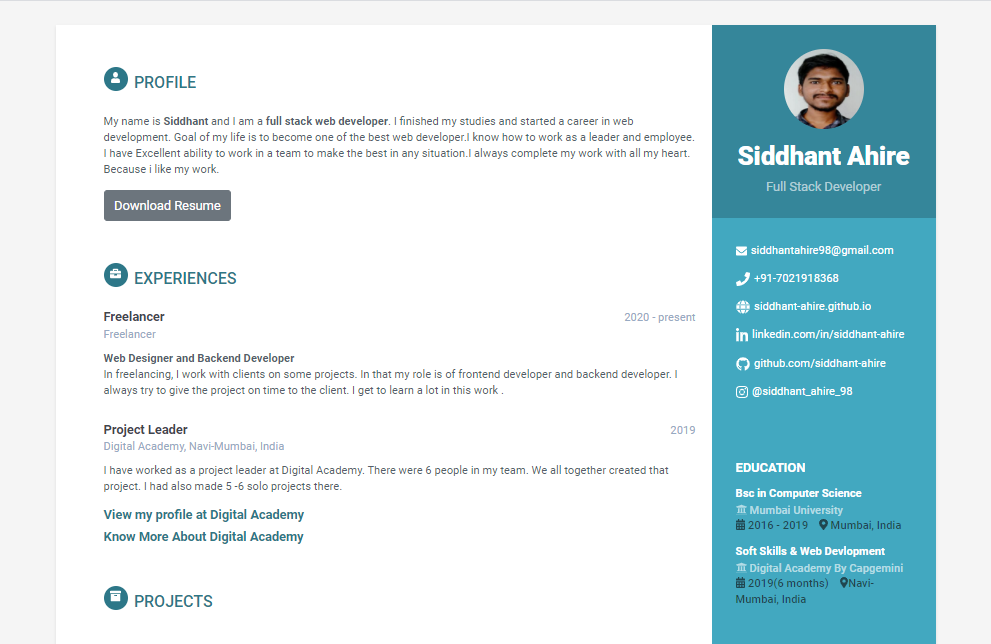 PROFILE
My name is Siddhant and I am a full stack web developer. I finished my studies and started a career in web
development. Goal of my life is to become one of the best web developer.I know how to work as a leader and employee.
I have Excellent ability to work in a team to make the best in any situation.I always complete my work with all my heart.
Because i like my work.
Download Resume
EXPERIENCES
Freelancer
2020 - present
Freelancer
Web Designer and Backend Developer
In freelancing, I work with clients on some projects. In that my role is of frontend developer and backend developer. I
always try to give the project on time to the client. I get to learn a lot in this work .
Project Leader
2019
Digital Academy, Navi-Mumbai, India
I have worked as a project leader at Digital Academy. There were 6 people in my team. We all together created that
project. I had also made 5 -6 solo projects there.
View my profile at Digital Academy
Know More About Digital Academy
PROJECTS
Siddhant Ahire
Full Stack Developer
siddhantahire98@gmail.com
+91-7021918368
siddhant-ahire.github.io
linkedin.com/in/siddhant-ahire
github.com/siddhant-ahire
@siddhant_ahire_98
EDUCATION
Bsc in Computer Science
Mumbai University
2016 - 2019 Mumbai, India
Soft Skills & Web Devlopment
Digital Academy By Capgemini
2019(6 months) Navi-
Mumbai, India